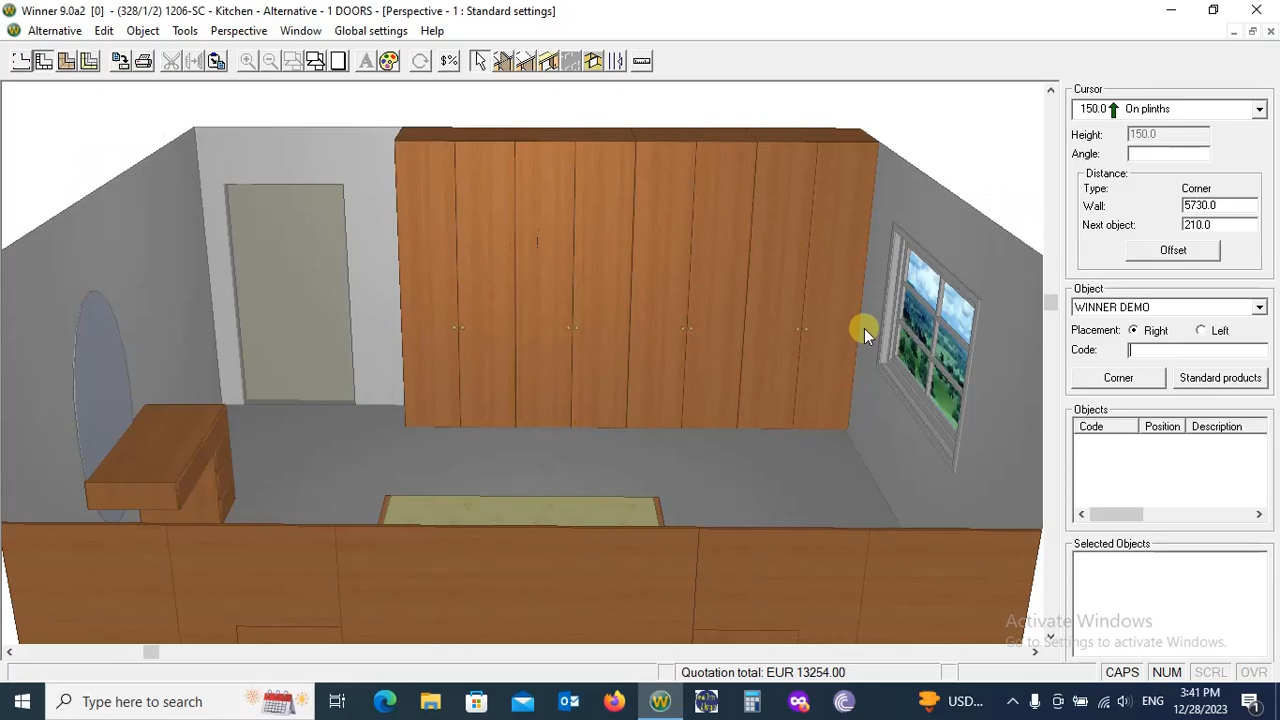 Winner 9.0a2 [0] - (328/1/2) 1206-SC - Kitchen - Alternative - 1 DOORS - [Perspective - 1 : Standard settings]
Alternative Edit Object Tools Perspective Window Global settings Help
A $%
Cursor
150.0 On plinths
Height: 150.0
Angle:
Distance:
Type: Corner
Wall: 5730.0
Next object: 210.0
Offset
Object
WINNER DEMO
Placement: Right Left
Code:
Corner Standard products
Objects
Code Position Description
Selected Objects
Activate Windows
Go to Settings to activate Windows.
Quotation total: EUR 13254.00
CAPS NUM SCRL OVR
Type here to search
USD...
ENG
3:41 PM
12/28/2023
1